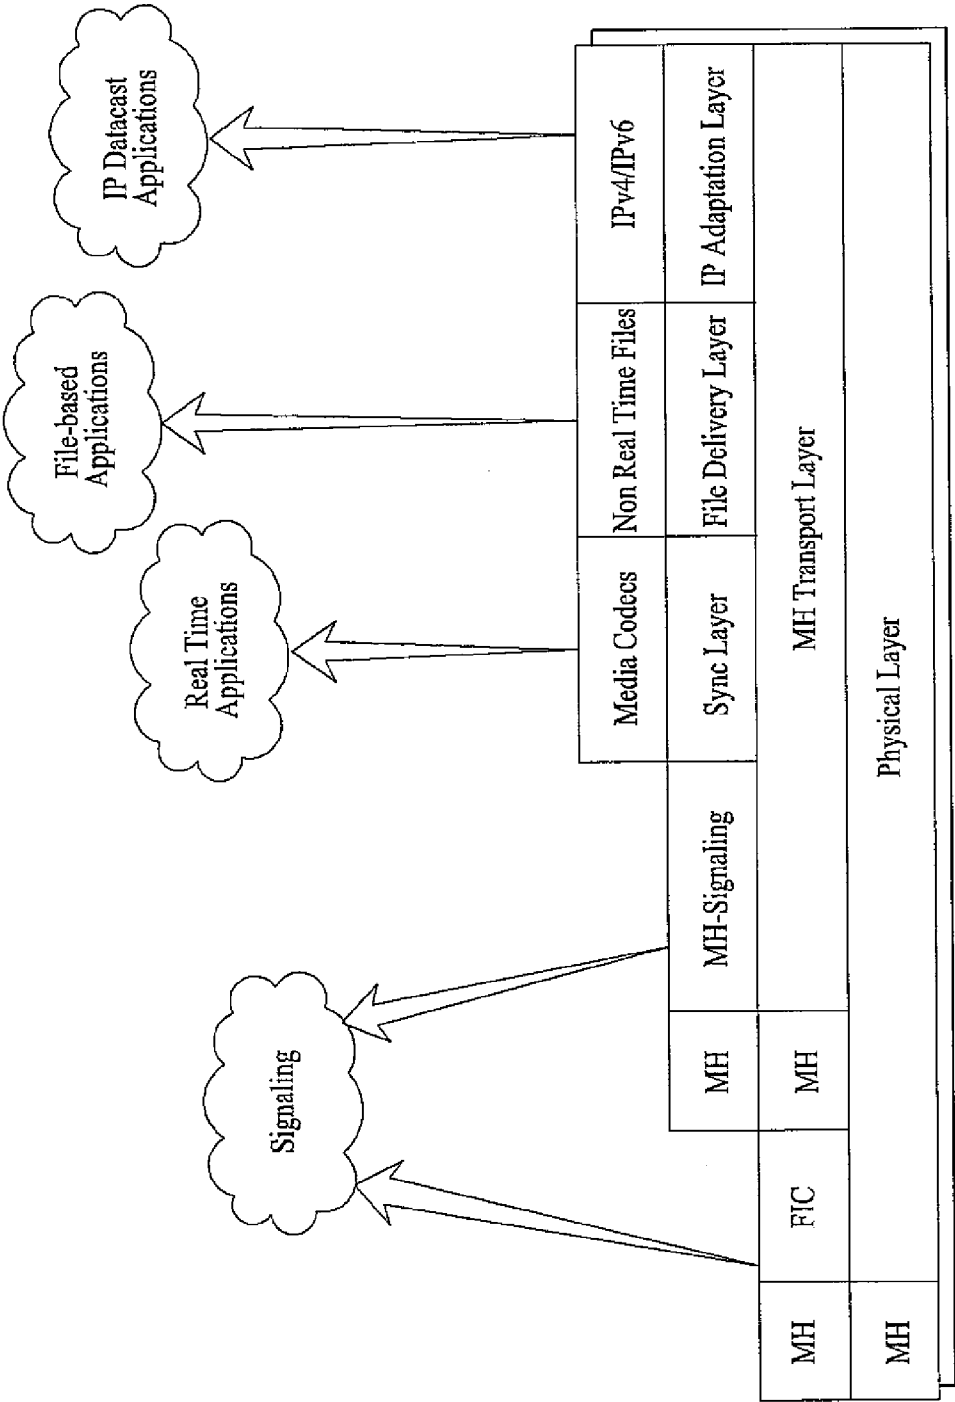 Signaling
Real Time
Applications
File-based
Applications
IP Datacast
Applications
Media Codecs
Non Real Time Files
IPv4/IPv6
MH
MH-Signaling
Sync Layer
File Delivery Layer
IP Adaptation Layer
MH
FIC
MH
MH Transport Layer
MH
Physical Layer